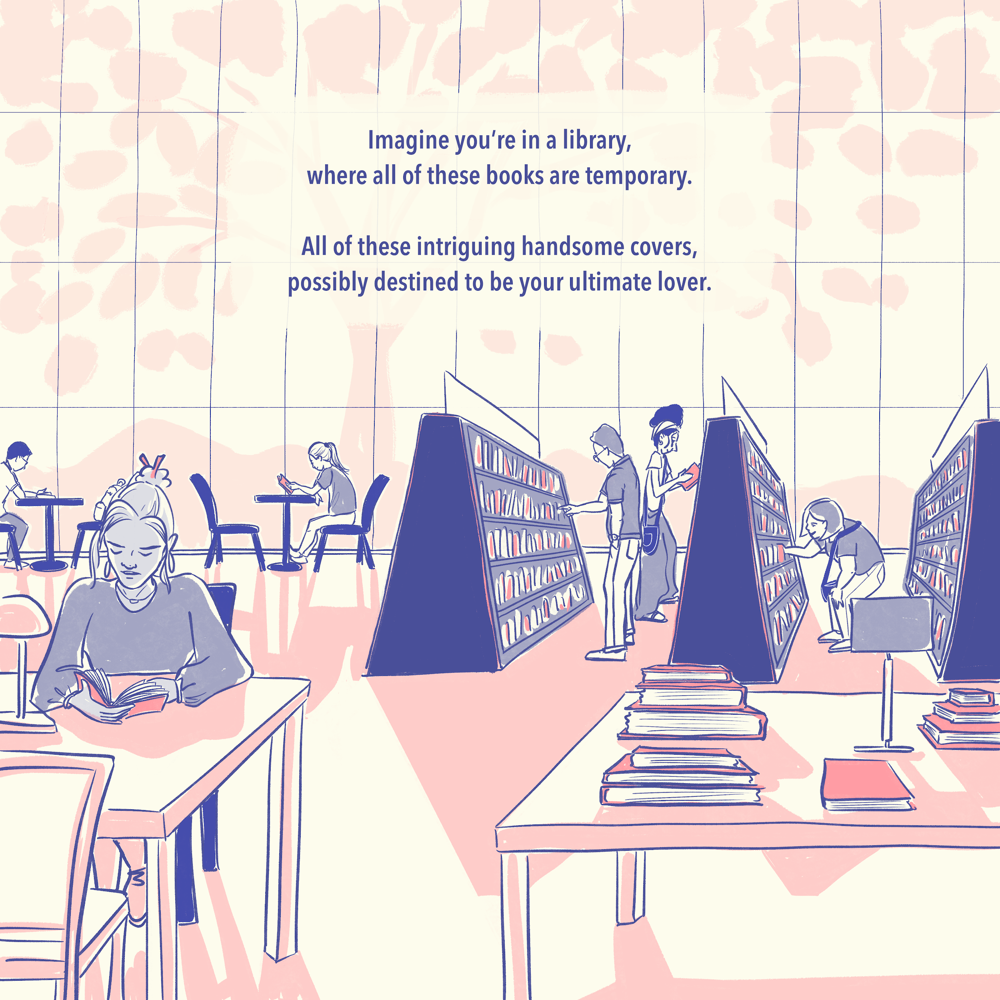 Imagine you’re in a library,
where all of these books are temporary.
All of these intriguing handsome covers,
possibly destined to be your ultimate lover.